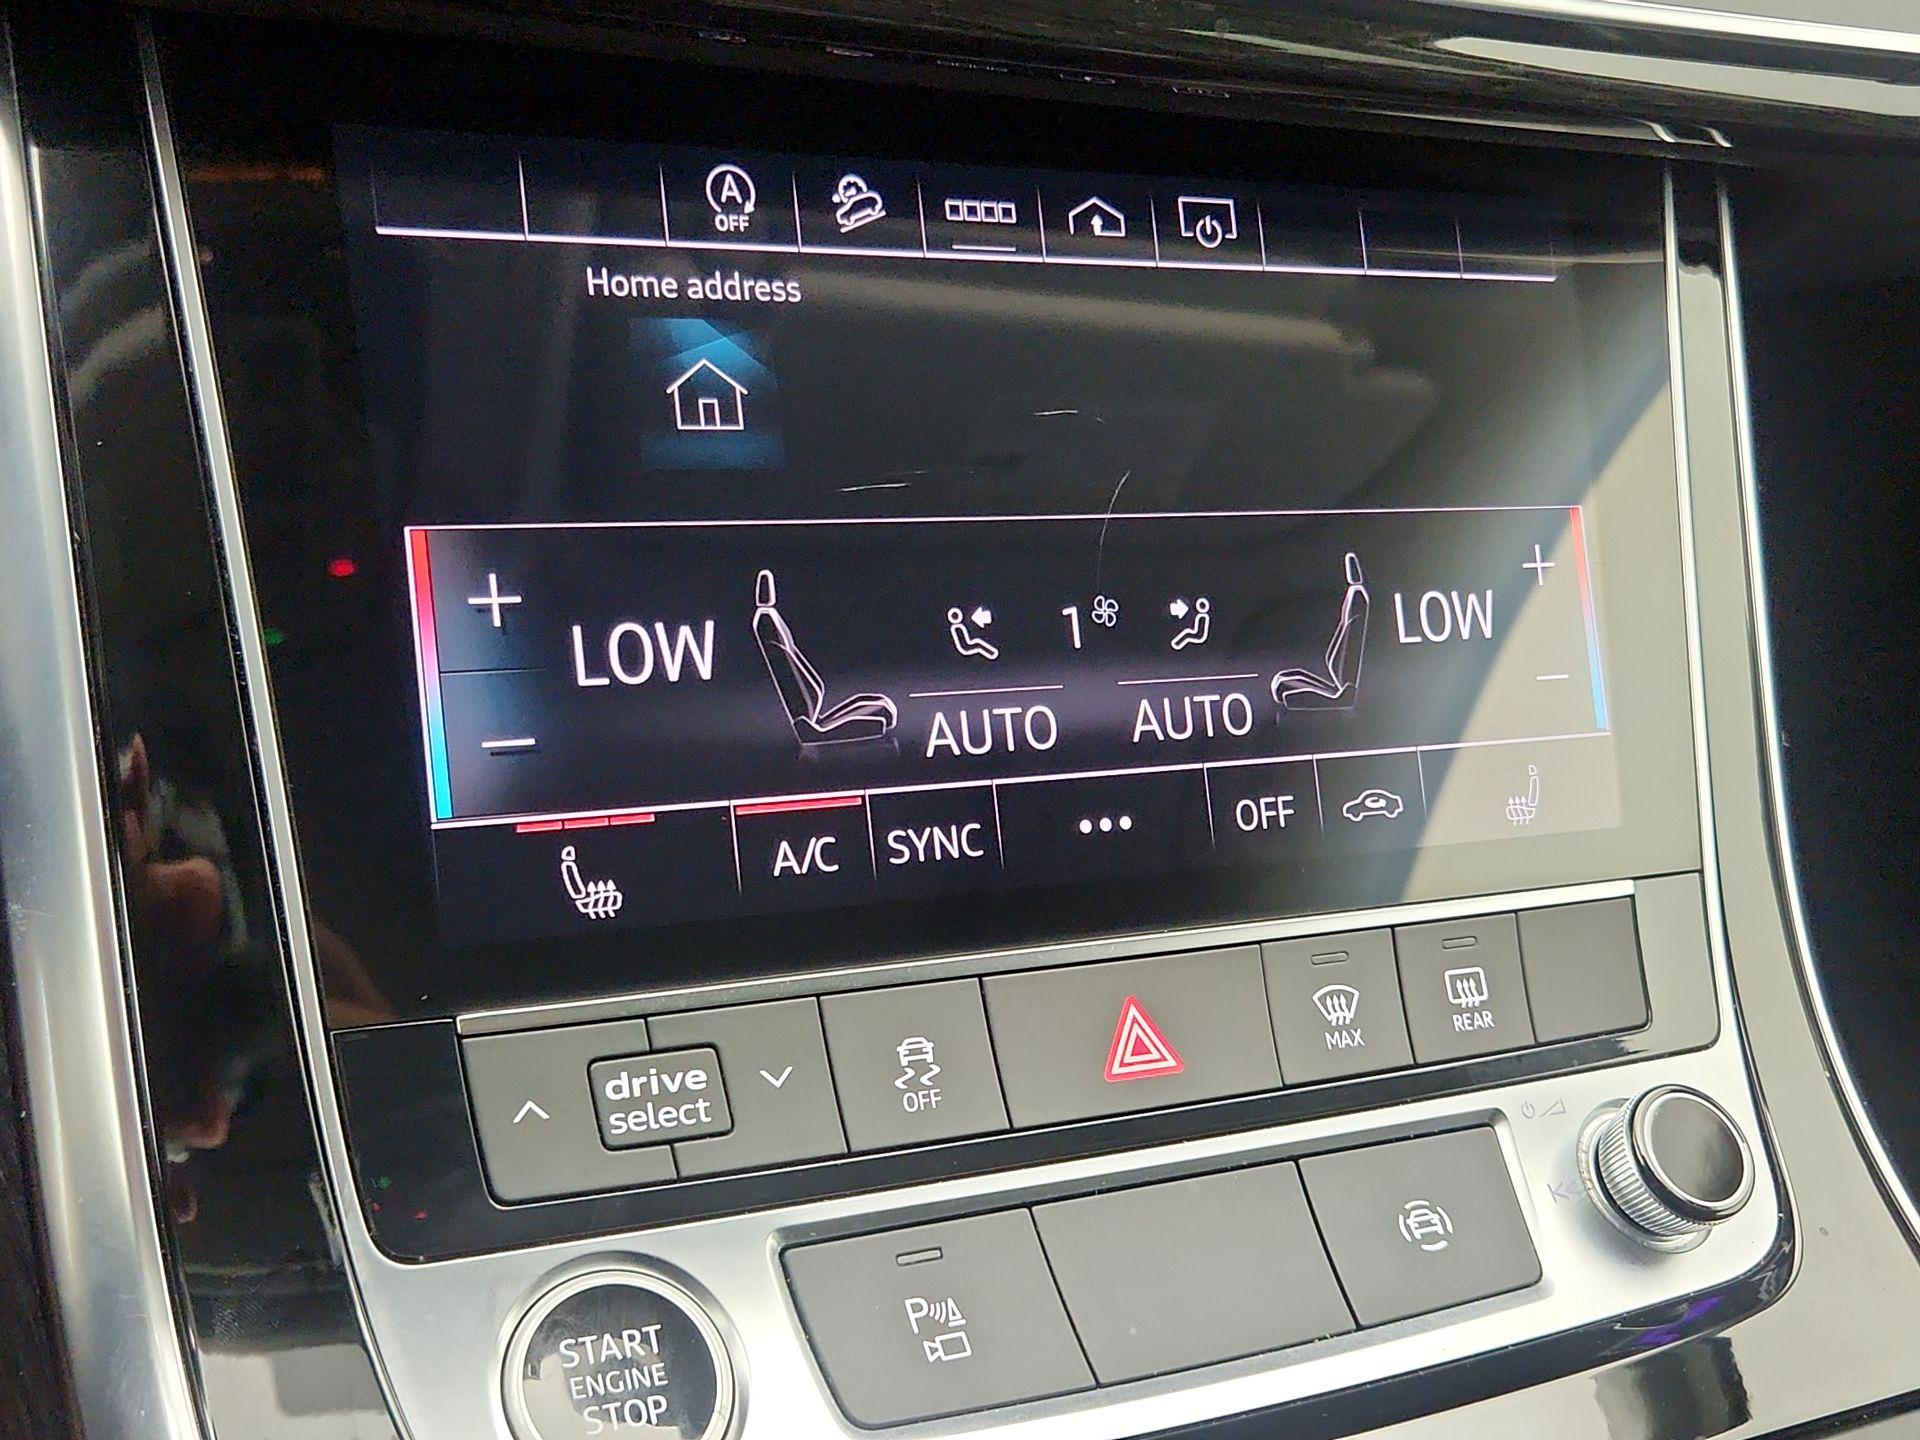 A
OFF
Home address
+ LOW 1 LOW +
− AUTO AUTO −
A/C SYNC ... OFF
drive
select
OFF
MAX
REAR
START
ENGINE
STOP
P